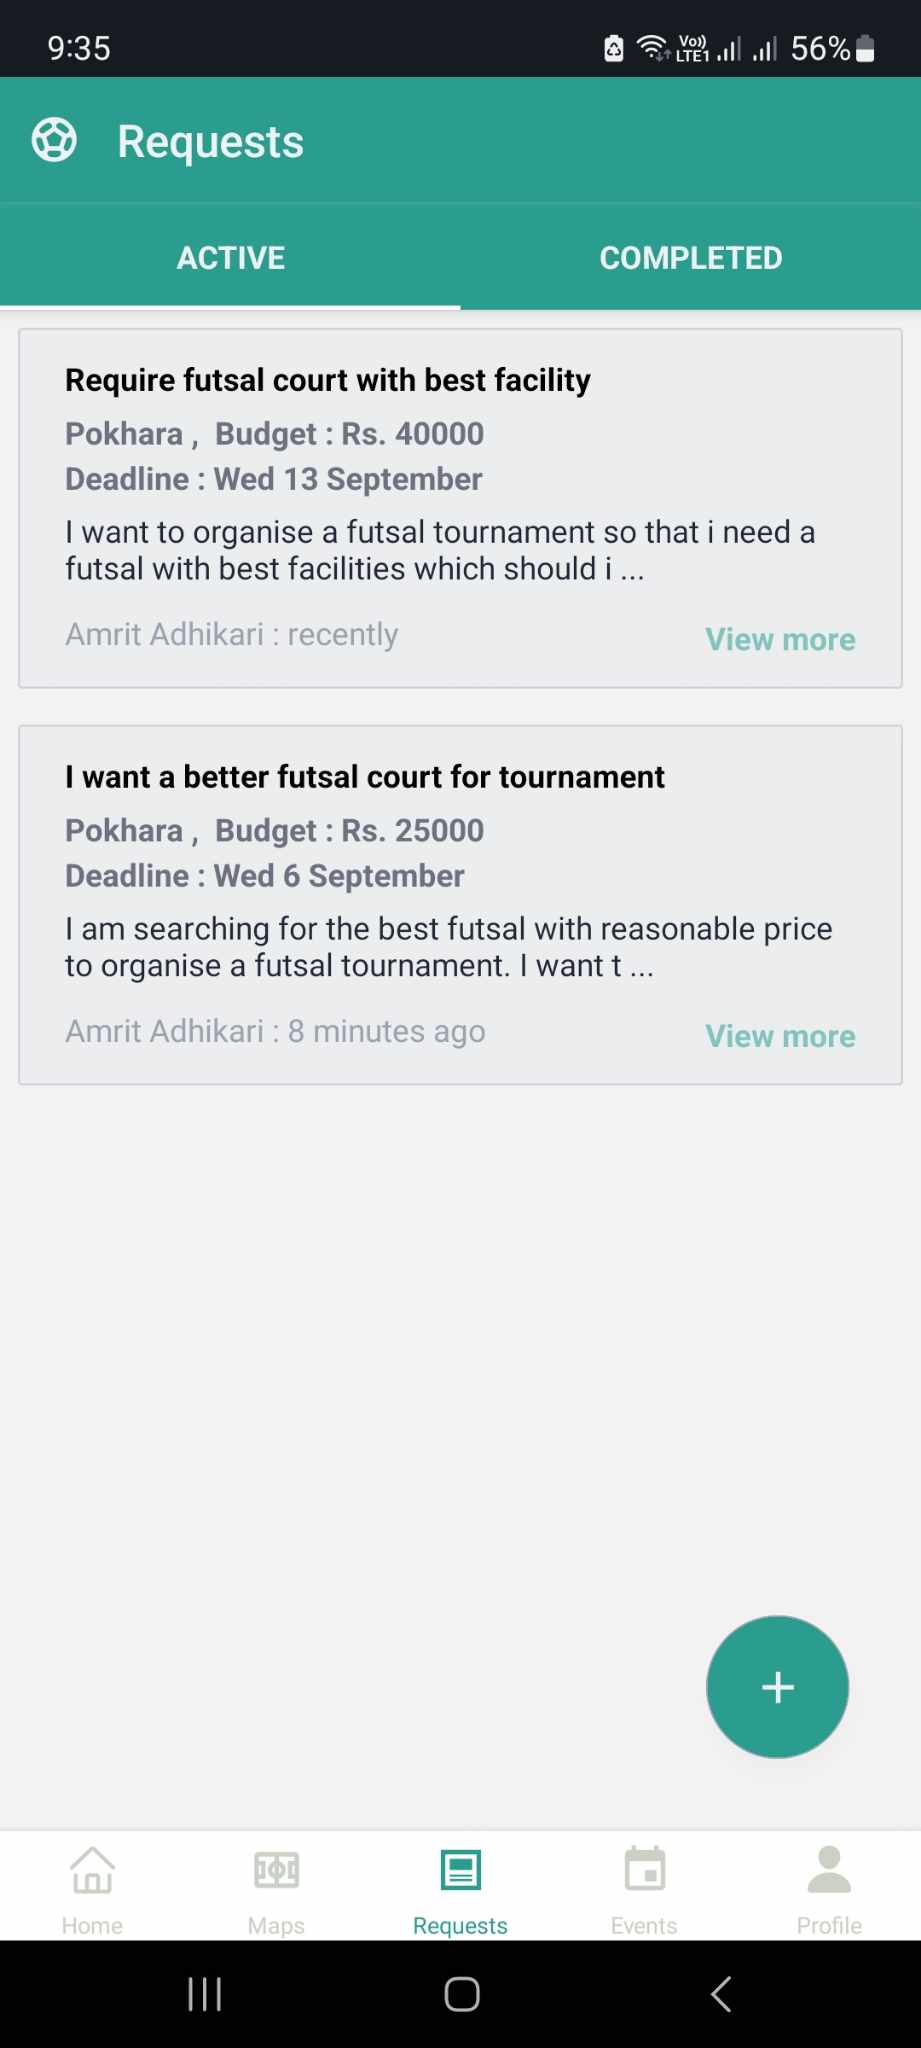 9:35
Vo))
LTE1
56%
Requests
ACTIVE
COMPLETED
Require futsal court with best facility
Pokhara ,  Budget : Rs. 40000
Deadline : Wed 13 September
I want to organise a futsal tournament so that i need a
futsal with best facilities which should i ...
Amrit Adhikari : recently
View more
I want a better futsal court for tournament
Pokhara ,  Budget : Rs. 25000
Deadline : Wed 6 September
I am searching for the best futsal with reasonable price
to organise a futsal tournament. I want t ...
Amrit Adhikari : 8 minutes ago
View more
+
Home
Maps
Requests
Events
Profile